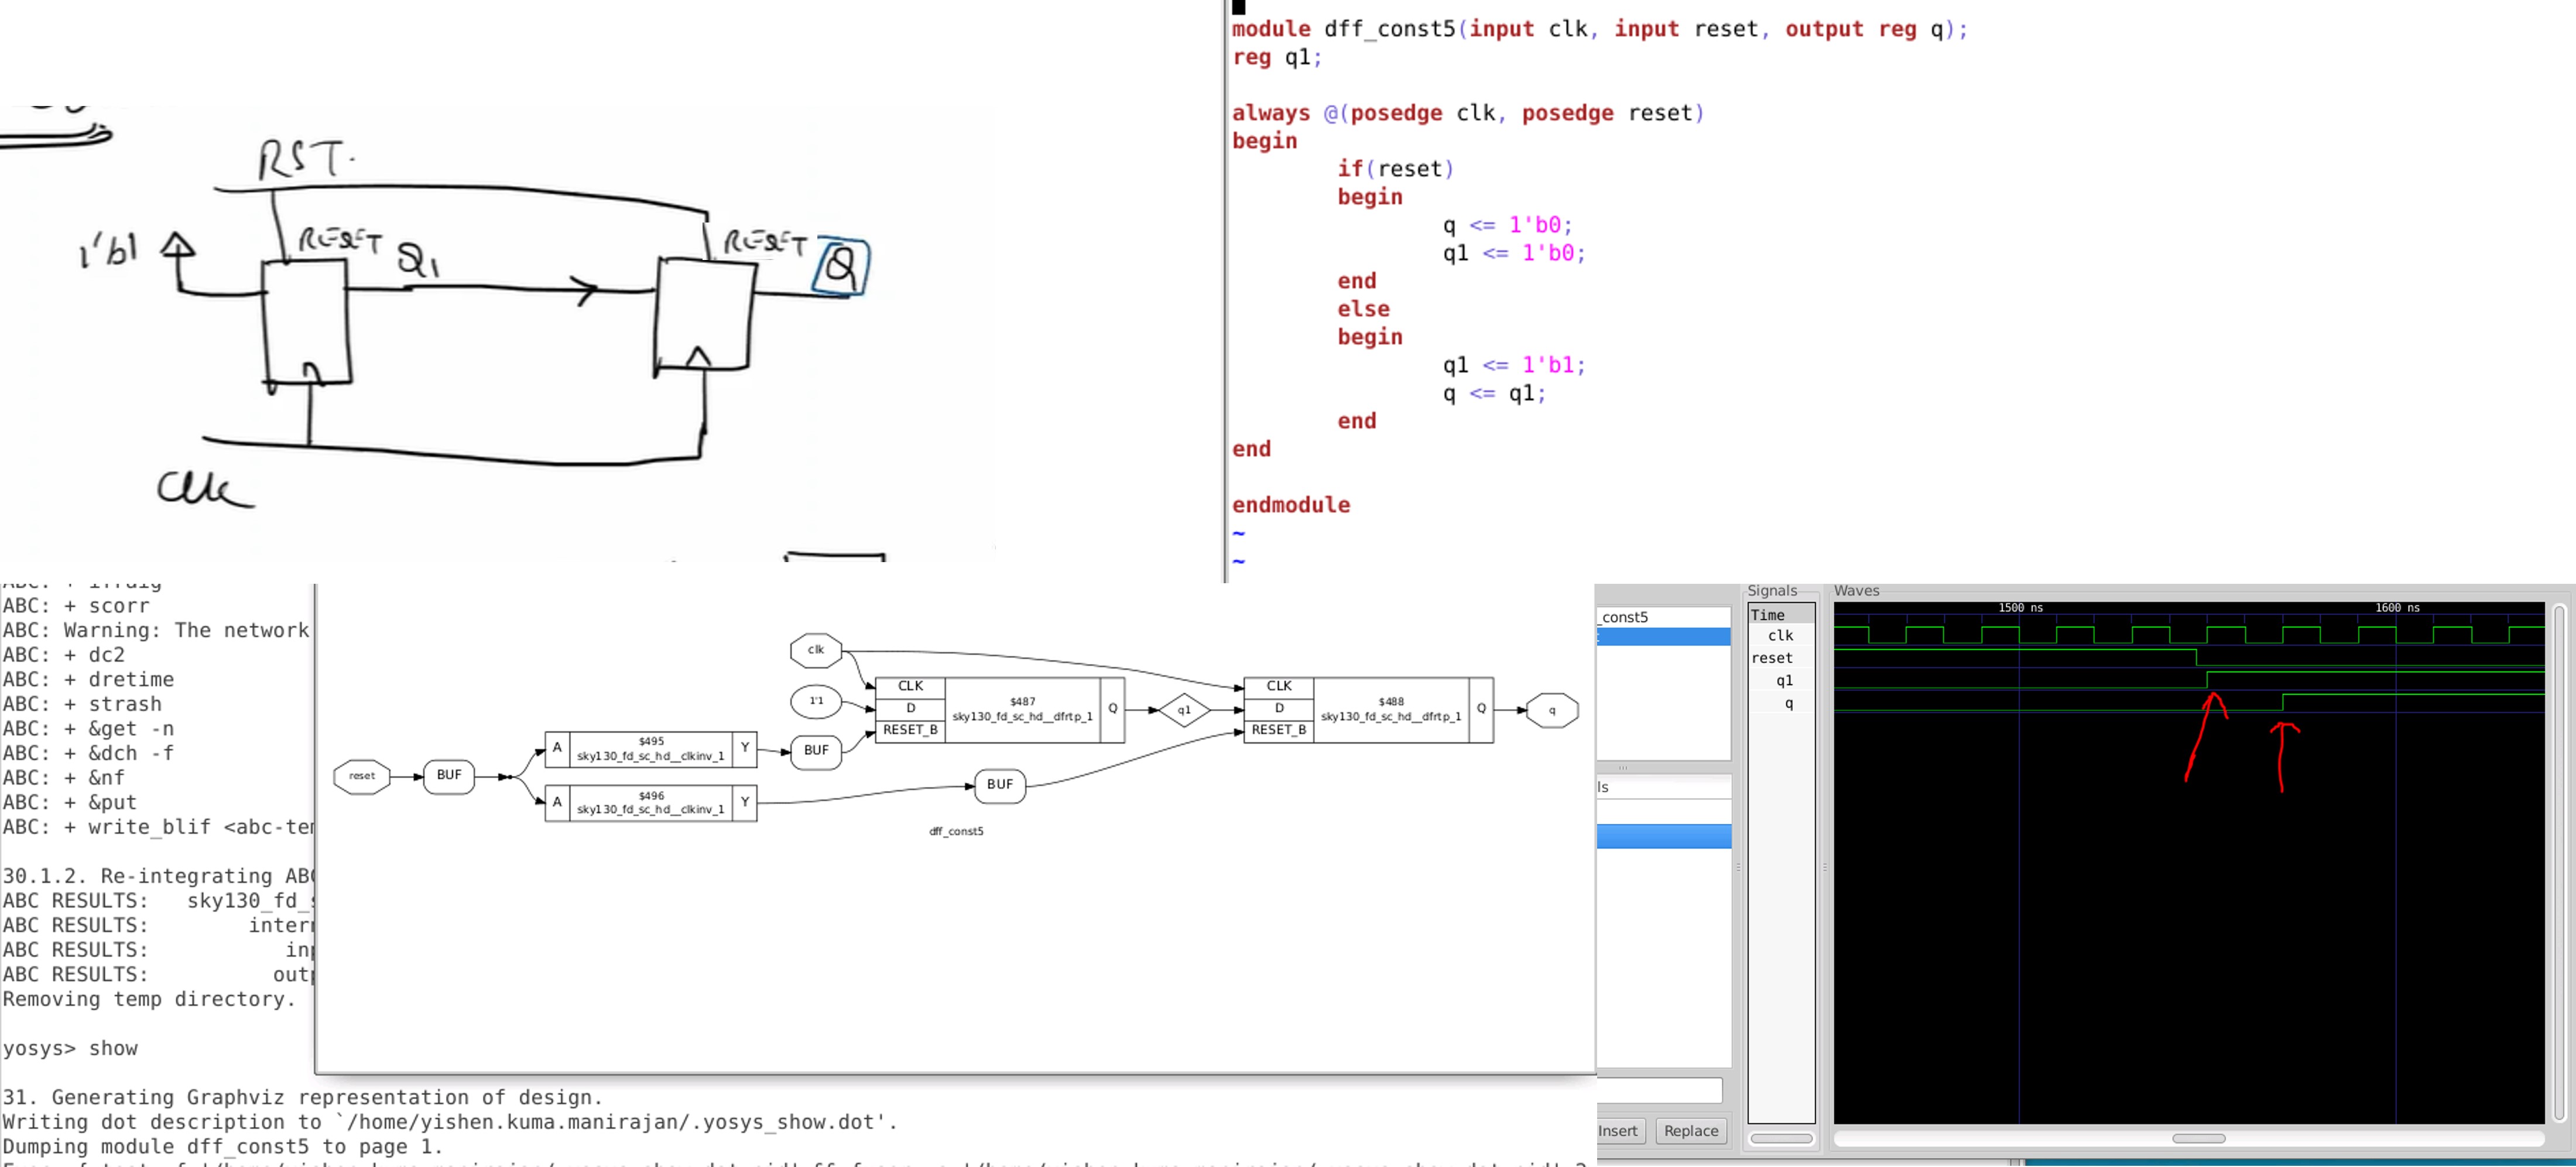 RST.
1'b1
RESET
Q1
RESET
Q
Clk
module dff_const5(input clk, input reset, output reg q);
reg q1;
always @(posedge clk, posedge reset)
begin
if(reset)
begin
q <= 1'b0;
q1 <= 1'b0;
end
else
begin
q1 <= 1'b1;
q <= q1;
end
end
endmodule
~
~
ABC: + scorr
ABC: Warning: The network
ABC: + dc2
ABC: + dretime
ABC: + strash
ABC: + &get -n
ABC: + &dch -f
ABC: + &nf
ABC: + &put
ABC: + write_blif <abc-tem
30.1.2. Re-integrating ABC
ABC RESULTS: sky130_fd_s
ABC RESULTS: intern
ABC RESULTS: inp
ABC RESULTS: outp
Removing temp directory.
yosys> show
31. Generating Graphviz representation of design.
Writing dot description to `/home/yishen.kuma.manirajan/.yosys_show.dot'.
Dumping module dff_const5 to page 1.
clk
1'1
CLK
D
RESET_B
$487
sky130_fd_sc_hd__dfrtp_1
Q
q1
CLK
D
RESET_B
$488
sky130_fd_sc_hd__dfrtp_1
Q
q
reset
BUF
A
$495
sky130_fd_sc_hd__clkinv_1
Y
BUF
A
$496
sky130_fd_sc_hd__clkinv_1
Y
BUF
dff_const5
_const5
ls
Insert
Replace
Signals
Time
clk
reset
q1
q
Waves
1500 ns
1600 ns